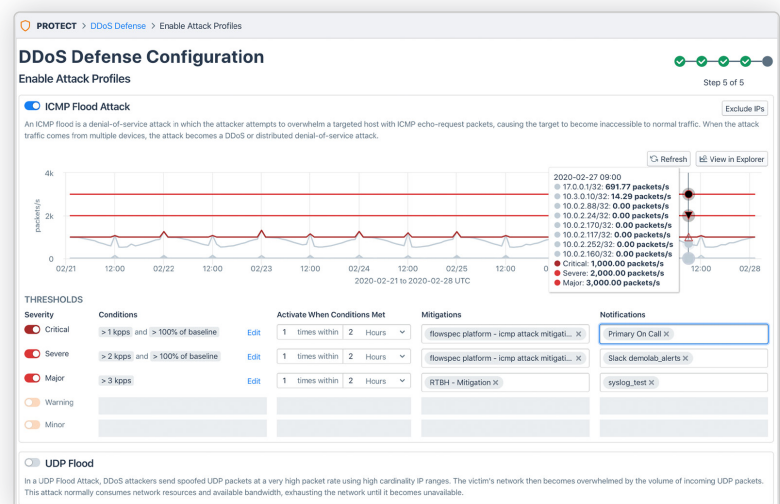 PROTECT > DDoS Defense > Enable Attack Profiles
DDoS Defense Configuration
Enable Attack Profiles
Step 5 of 5
ICMP Flood Attack
Exclude IPs
An ICMP flood is a denial-of-service attack in which the attacker attempts to overwhelm a targeted host with ICMP echo-request packets, causing the target to become inaccessible to normal traffic. When the attack
traffic comes from multiple devices, the attack becomes a DDoS or distributed denial-of-service attack.
Refresh
View in Explorer
4k
2k
0
packets/s
2020-02-27 09:00
17.0.0.1/32: 691.77 packets/s
10.3.0.10/32: 14.29 packets/s
10.0.2.88/32: 0.00 packets/s
10.0.2.24/32: 0.00 packets/s
10.0.2.170/32: 0.00 packets/s
10.0.2.117/32: 0.00 packets/s
10.0.2.252/32: 0.00 packets/s
10.0.2.160/32: 0.00 packets/s
Critical: 1,000.00 packets/s
Severe: 2,000.00 packets/s
Major: 3,000.00 packets/s
02/21 12:00 02/22 12:00 02/23 12:00 02/24 12:00 02/25 12:00 0 12:00 02/28
2020-02-21 to 2020-02-28 UTC
THRESHOLDS
Severity Conditions Activate When Conditions Met Mitigations Notifications
Critical > 1 kpps and > 100% of baseline Edit 1 times within 2 Hours flowspec platform - icmp attack mitigati... × Primary On Call ×
Severe > 2 kpps and > 100% of baseline Edit 1 times within 2 Hours flowspec platform - icmp attack mitigati... × Slack demolab_alerts ×
Major > 3 kpps Edit 1 times within 2 Hours RTBH - Mitigation × syslog_test ×
Warning
Minor
UDP Flood
In a UDP Flood Attack, DDoS attackers send spoofed UDP packets at a very high packet rate using high cardinality IP ranges. The victim's network then becomes overwhelmed by the volume of incoming UDP packets.
This attack normally consumes network resources and available bandwidth, exhausting the network until it becomes unavailable.